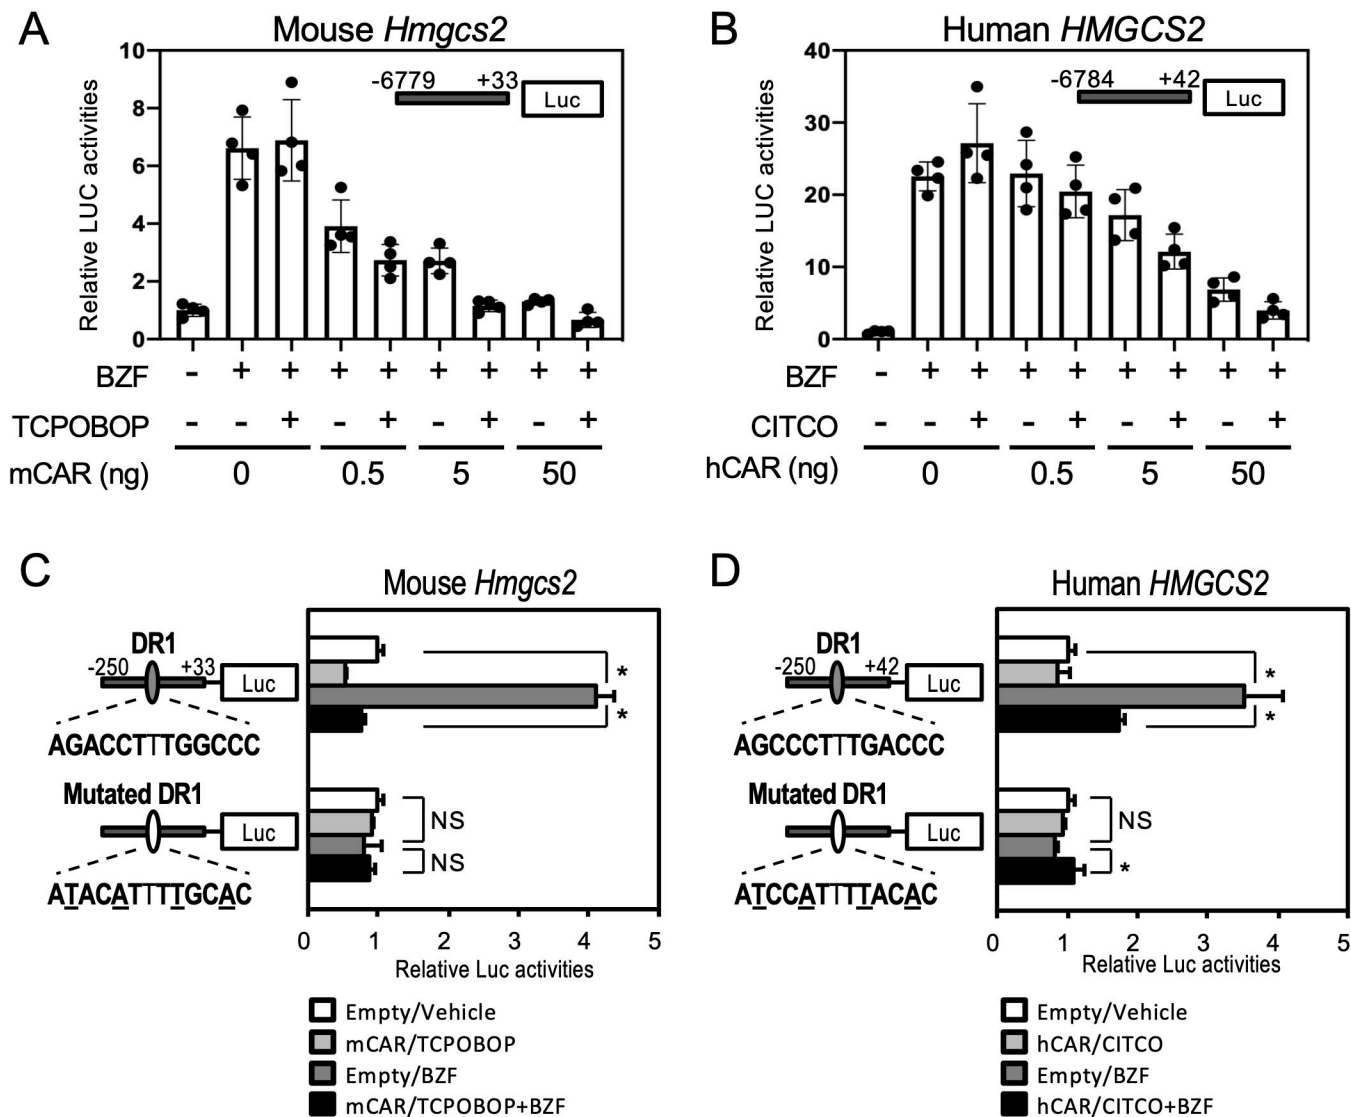 A
Mouse Hmgcs2
10
8
6
4
2
0
Relative LUC activities
-6779 +33
Luc
BZF - + + + + + + + +
TCPOBOP - - + - + - + - +
mCAR (ng) 0 0.5 5 50
B
Human HMGCS2
40
30
20
10
0
Relative LUC activities
-6784 +42
Luc
BZF - + + + + + + + +
CITCO - - + - + - + - +
hCAR (ng) 0 0.5 5 50
C
Mouse Hmgcs2
DR1
-250 +33
Luc
AGACCTTTGGCCC
*
*
Mutated DR1
Luc
ATACATTTTGCAC
NS
NS
0 1 2 3 4 5
Relative Luc activities
Empty/Vehicle
mCAR/TCPOBOP
Empty/BZF
mCAR/TCPOBOP+BZF
D
Human HMGCS2
DR1
-250 +42
Luc
AGCCCTTTGACCC
*
*
Mutated DR1
Luc
ATCCATTTTACAC
NS
*
0 1 2 3 4 5
Relative Luc activities
Empty/Vehicle
hCAR/CITCO
Empty/BZF
hCAR/CITCO+BZF